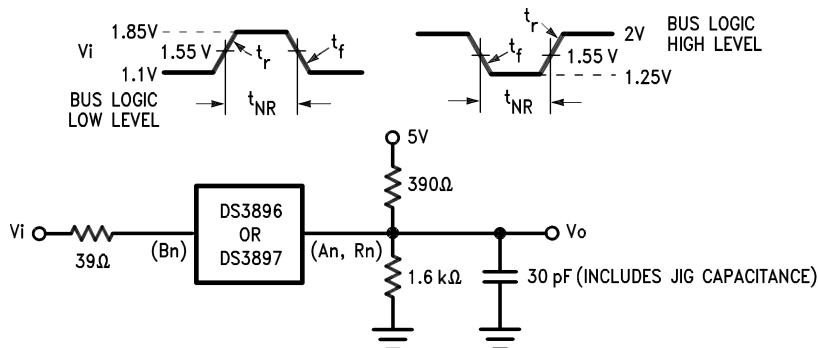 1.85V
Vi
1.55 V
1.1V
tr
tf
tNR
BUS LOGIC
LOW LEVEL
tr
tf
2V
BUS LOGIC
HIGH LEVEL
1.55 V
1.25V
tNR
5V
390Ω
Vi
39Ω
(Bn)
DS3896
OR
DS3897
(An, Rn)
Vo
1.6 kΩ
30 pF (INCLUDES JIG CAPACITANCE)